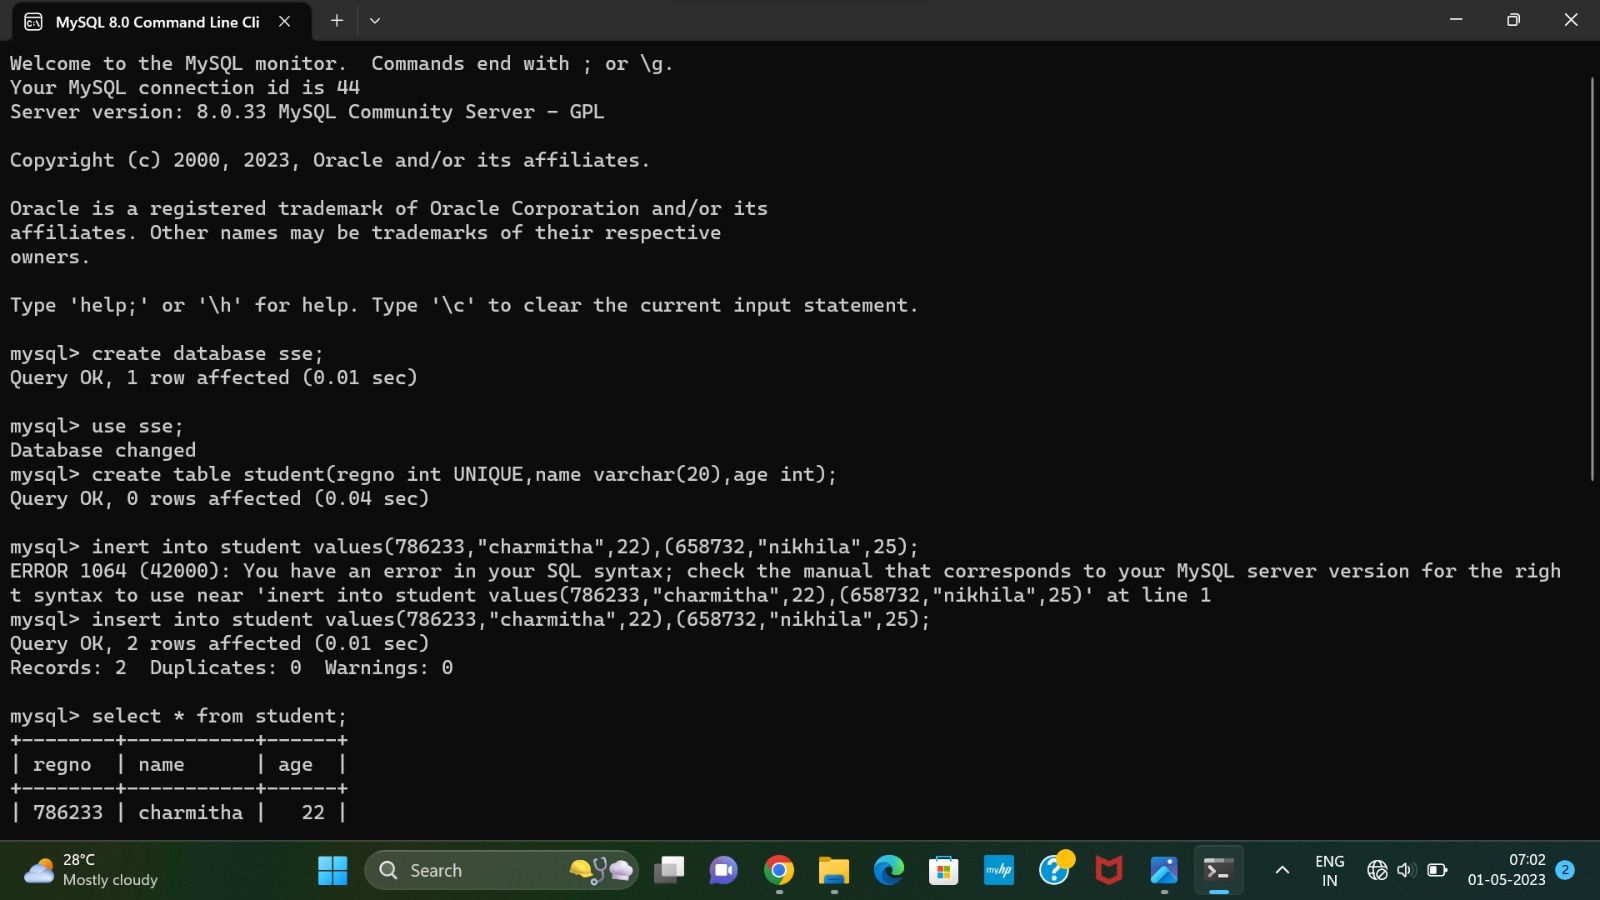 MySQL 8.0 Command Line Cli
Welcome to the MySQL monitor.  Commands end with ; or \g.
Your MySQL connection id is 44
Server version: 8.0.33 MySQL Community Server - GPL
Copyright (c) 2000, 2023, Oracle and/or its affiliates.
Oracle is a registered trademark of Oracle Corporation and/or its
affiliates. Other names may be trademarks of their respective
owners.
Type 'help;' or '\h' for help. Type '\c' to clear the current input statement.
mysql> create database sse;
Query OK, 1 row affected (0.01 sec)
mysql> use sse;
Database changed
mysql> create table student(regno int UNIQUE,name varchar(20),age int);
Query OK, 0 rows affected (0.04 sec)
mysql> inert into student values(786233,"charmitha",22),(658732,"nikhila",25);
ERROR 1064 (42000): You have an error in your SQL syntax; check the manual that corresponds to your MySQL server version for the righ
t syntax to use near 'inert into student values(786233,"charmitha",22),(658732,"nikhila",25)' at line 1
mysql> insert into student values(786233,"charmitha",22),(658732,"nikhila",25);
Query OK, 2 rows affected (0.01 sec)
Records: 2  Duplicates: 0  Warnings: 0
mysql> select * from student;
+--------+-----------+------+
| regno  | name      | age  |
+--------+-----------+------+
| 786233 | charmitha |   22 |
28°C
Mostly cloudy
Search
myhp
ENG
IN
07:02
01-05-2023
2